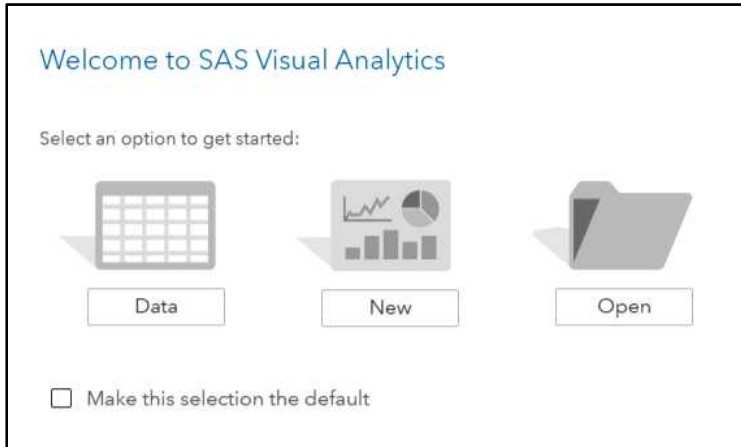 Welcome to SAS Visual Analytics
Select an option to get started:
Data
New
Open
Make this selection the default